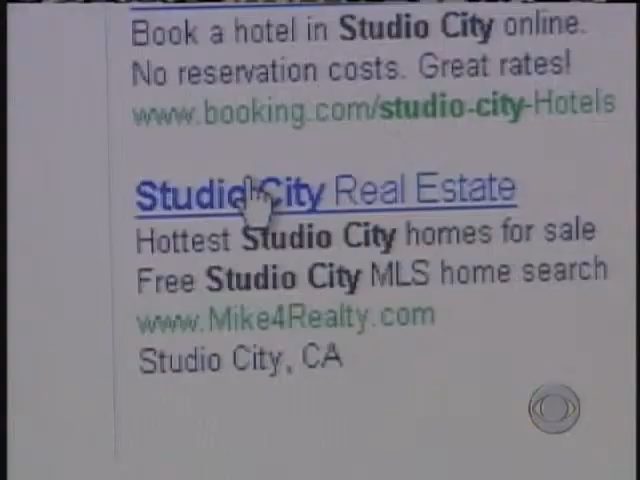 Book a hotel in Studio City online.
No reservation costs. Great rates!
www.booking.com/studio-city-Hotels
Studio City Real Estate
Hottest Studio City homes for sale
Free Studio City MLS home search
www.Mike4Realty.com
Studio City, CA